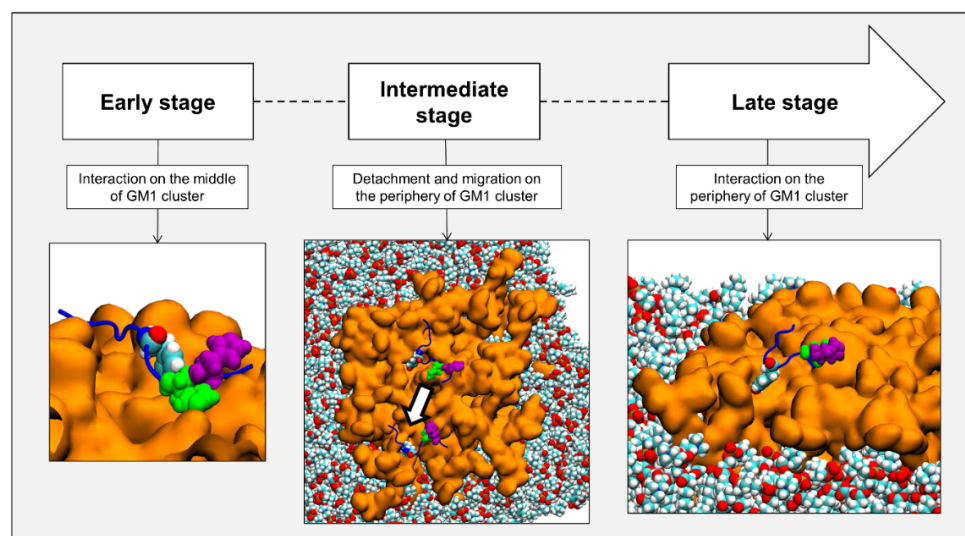 Early stage
Intermediate
stage
Late stage
Interaction on the middle
of GM1 cluster
Detachment and migration on
the periphery of GM1 cluster
Interaction on the
periphery of GM1 cluster